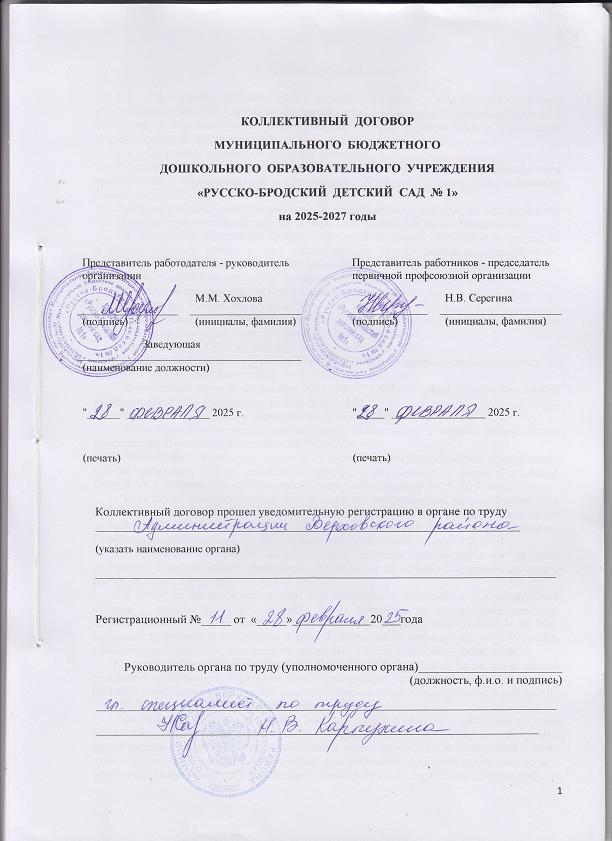 КОЛЛЕКТИВНЫЙ ДОГОВОР
МУНИЦИПАЛЬНОГО БЮДЖЕТНОГО
ДОШКОЛЬНОГО ОБРАЗОВАТЕЛЬНОГО УЧРЕЖДЕНИЯ
«РУССКО-БРОДСКИЙ ДЕТСКИЙ САД № 1»
на 2025-2027 годы
Представитель работодателя - руководитель
организации
М.М. Хохлова
(подпись) (инициалы, фамилия)
Заведующая
(наименование должности)
"28" ФЕВРАЛЯ 2025 г.
(печать)
Представитель работников - председатель
первичной профсоюзной организации
Н.В. Серегина
(подпись) (инициалы, фамилия)
"28" ФЕВРАЛЯ 2025 г.
(печать)
Коллективный договор прошел уведомительную регистрацию в органе по труду
Администрации Верховского района
(указать наименование органа)
Регистрационный № 11 от «28» февраля 2025года
Руководитель органа по труду (уполномоченного органа)
(должность, ф.и.о. и подпись)
гл. специалист по труду
Н. В. Карпухина
1